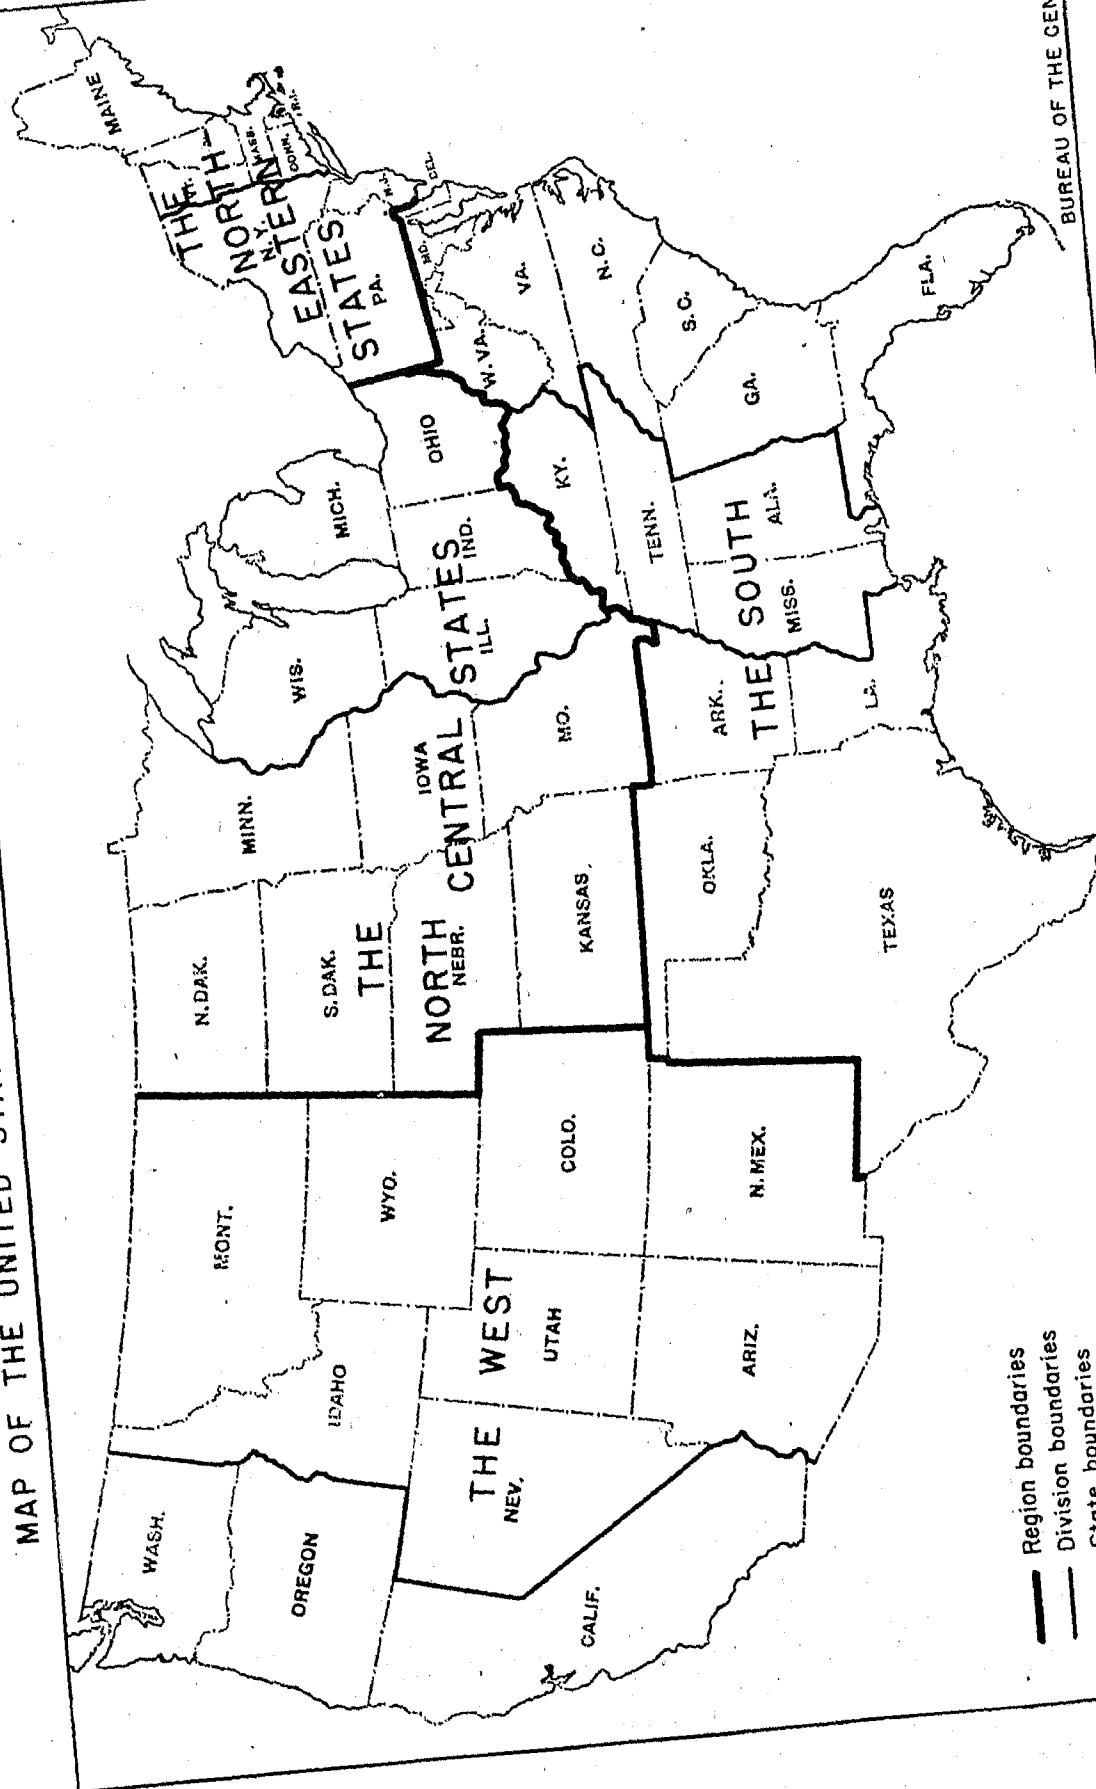 MAP OF THE UNITED
WASH.
OREGON
CALIF.
IDAHO
NEV.
MONT.
WYO.
UTAH
ARIZ.
COLO.
N. MEX.
THE WEST
N. DAK.
S. DAK.
NEBR.
KANSAS
MINN.
IOWA
MO.
WIS.
ILL.
MICH.
IND.
OHIO
THE
NORTH CENTRAL STATES
TEXAS
OKLA.
ARK.
LA.
MISS.
ALA.
TENN.
KY.
GA.
FLA.
S.C.
N.C.
VA.
W. VA.
MD.
DEL.
THE SOUTH
THE
NORTH
EASTERN
STATES
PA.
N.Y.
N.J.
CONN.
R.I.
MASS.
VT.
MAINE
Region boundaries
Division boundaries
State boundaries
BUREAU OF THE